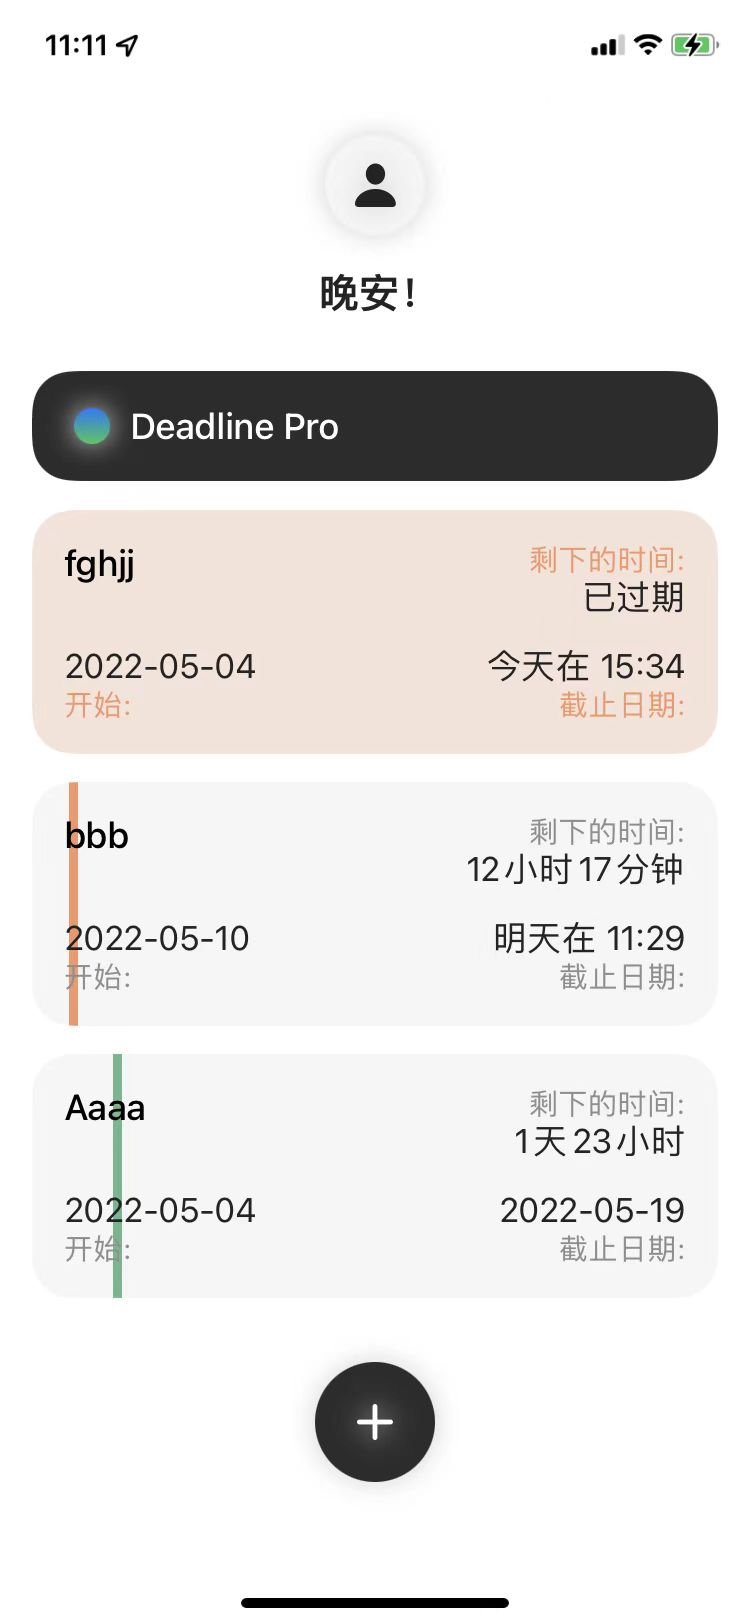 11:11
晚安！
Deadline Pro
fghjj
剩下的时间:
已过期
2022-05-04
今天在 15:34
开始:
截止日期:
bbb
剩下的时间:
12小时17分钟
2022-05-10
明天在 11:29
开始:
截止日期:
Aaaa
剩下的时间:
1天23小时
2022-05-04
2022-05-19
开始:
截止日期: